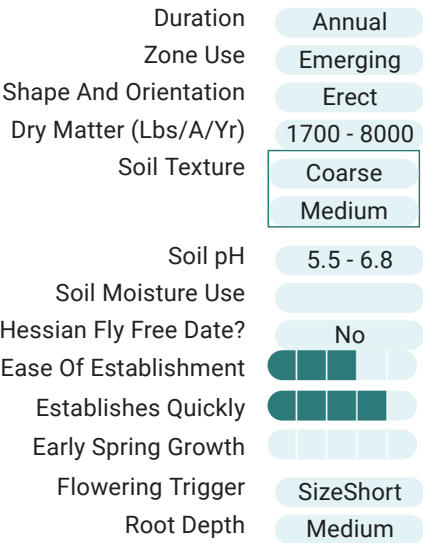 Duration Annual
Zone Use Emerging
Shape And Orientation Erect
Dry Matter (Lbs/A/Yr) 1700 - 8000
Soil Texture Coarse
Medium
Soil pH 5.5 - 6.8
Soil Moisture Use
Hessian Fly Free Date? No
Ease Of Establishment
Establishes Quickly
Early Spring Growth
Flowering Trigger SizeShort
Root Depth Medium